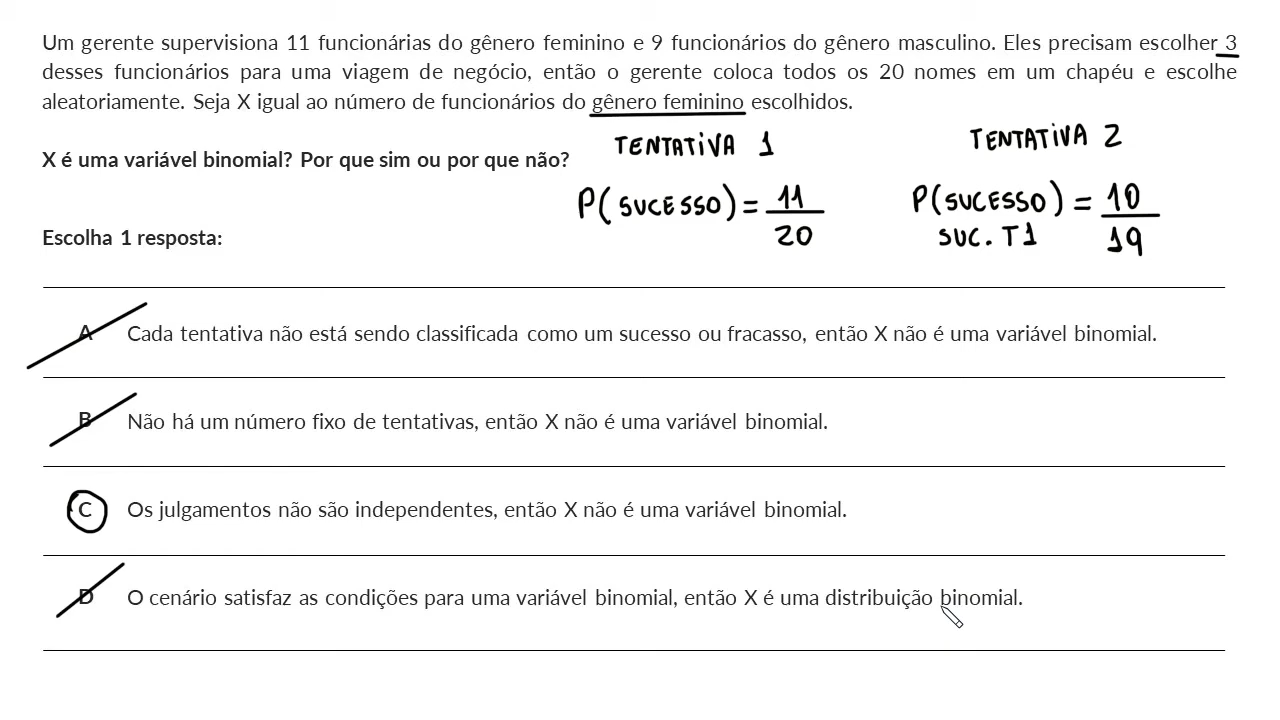 Um gerente supervisiona 11 funcionárias do gênero feminino e 9 funcionários do gênero masculino. Eles precisam escolher 3
desses funcionários para uma viagem de negócio, então o gerente coloca todos os 20 nomes em um chapéu e escolhe
aleatoriamente. Seja X igual ao número de funcionários do gênero feminino escolhidos.
X é uma variável binomial? Por que sim ou por que não?
TENTATIVA 1
P(SUCESSO) = 11/20
TENTATIVA 2
P(SUCESSO) = 10/19
SUC. T1
Escolha 1 resposta:
A Cada tentativa não está sendo classificada como um sucesso ou fracasso, então X não é uma variável binomial.
B Não há um número fixo de tentativas, então X não é uma variável binomial.
C Os julgamentos não são independentes, então X não é uma variável binomial.
D O cenário satisfaz as condições para uma variável binomial, então X é uma distribuição binomial.